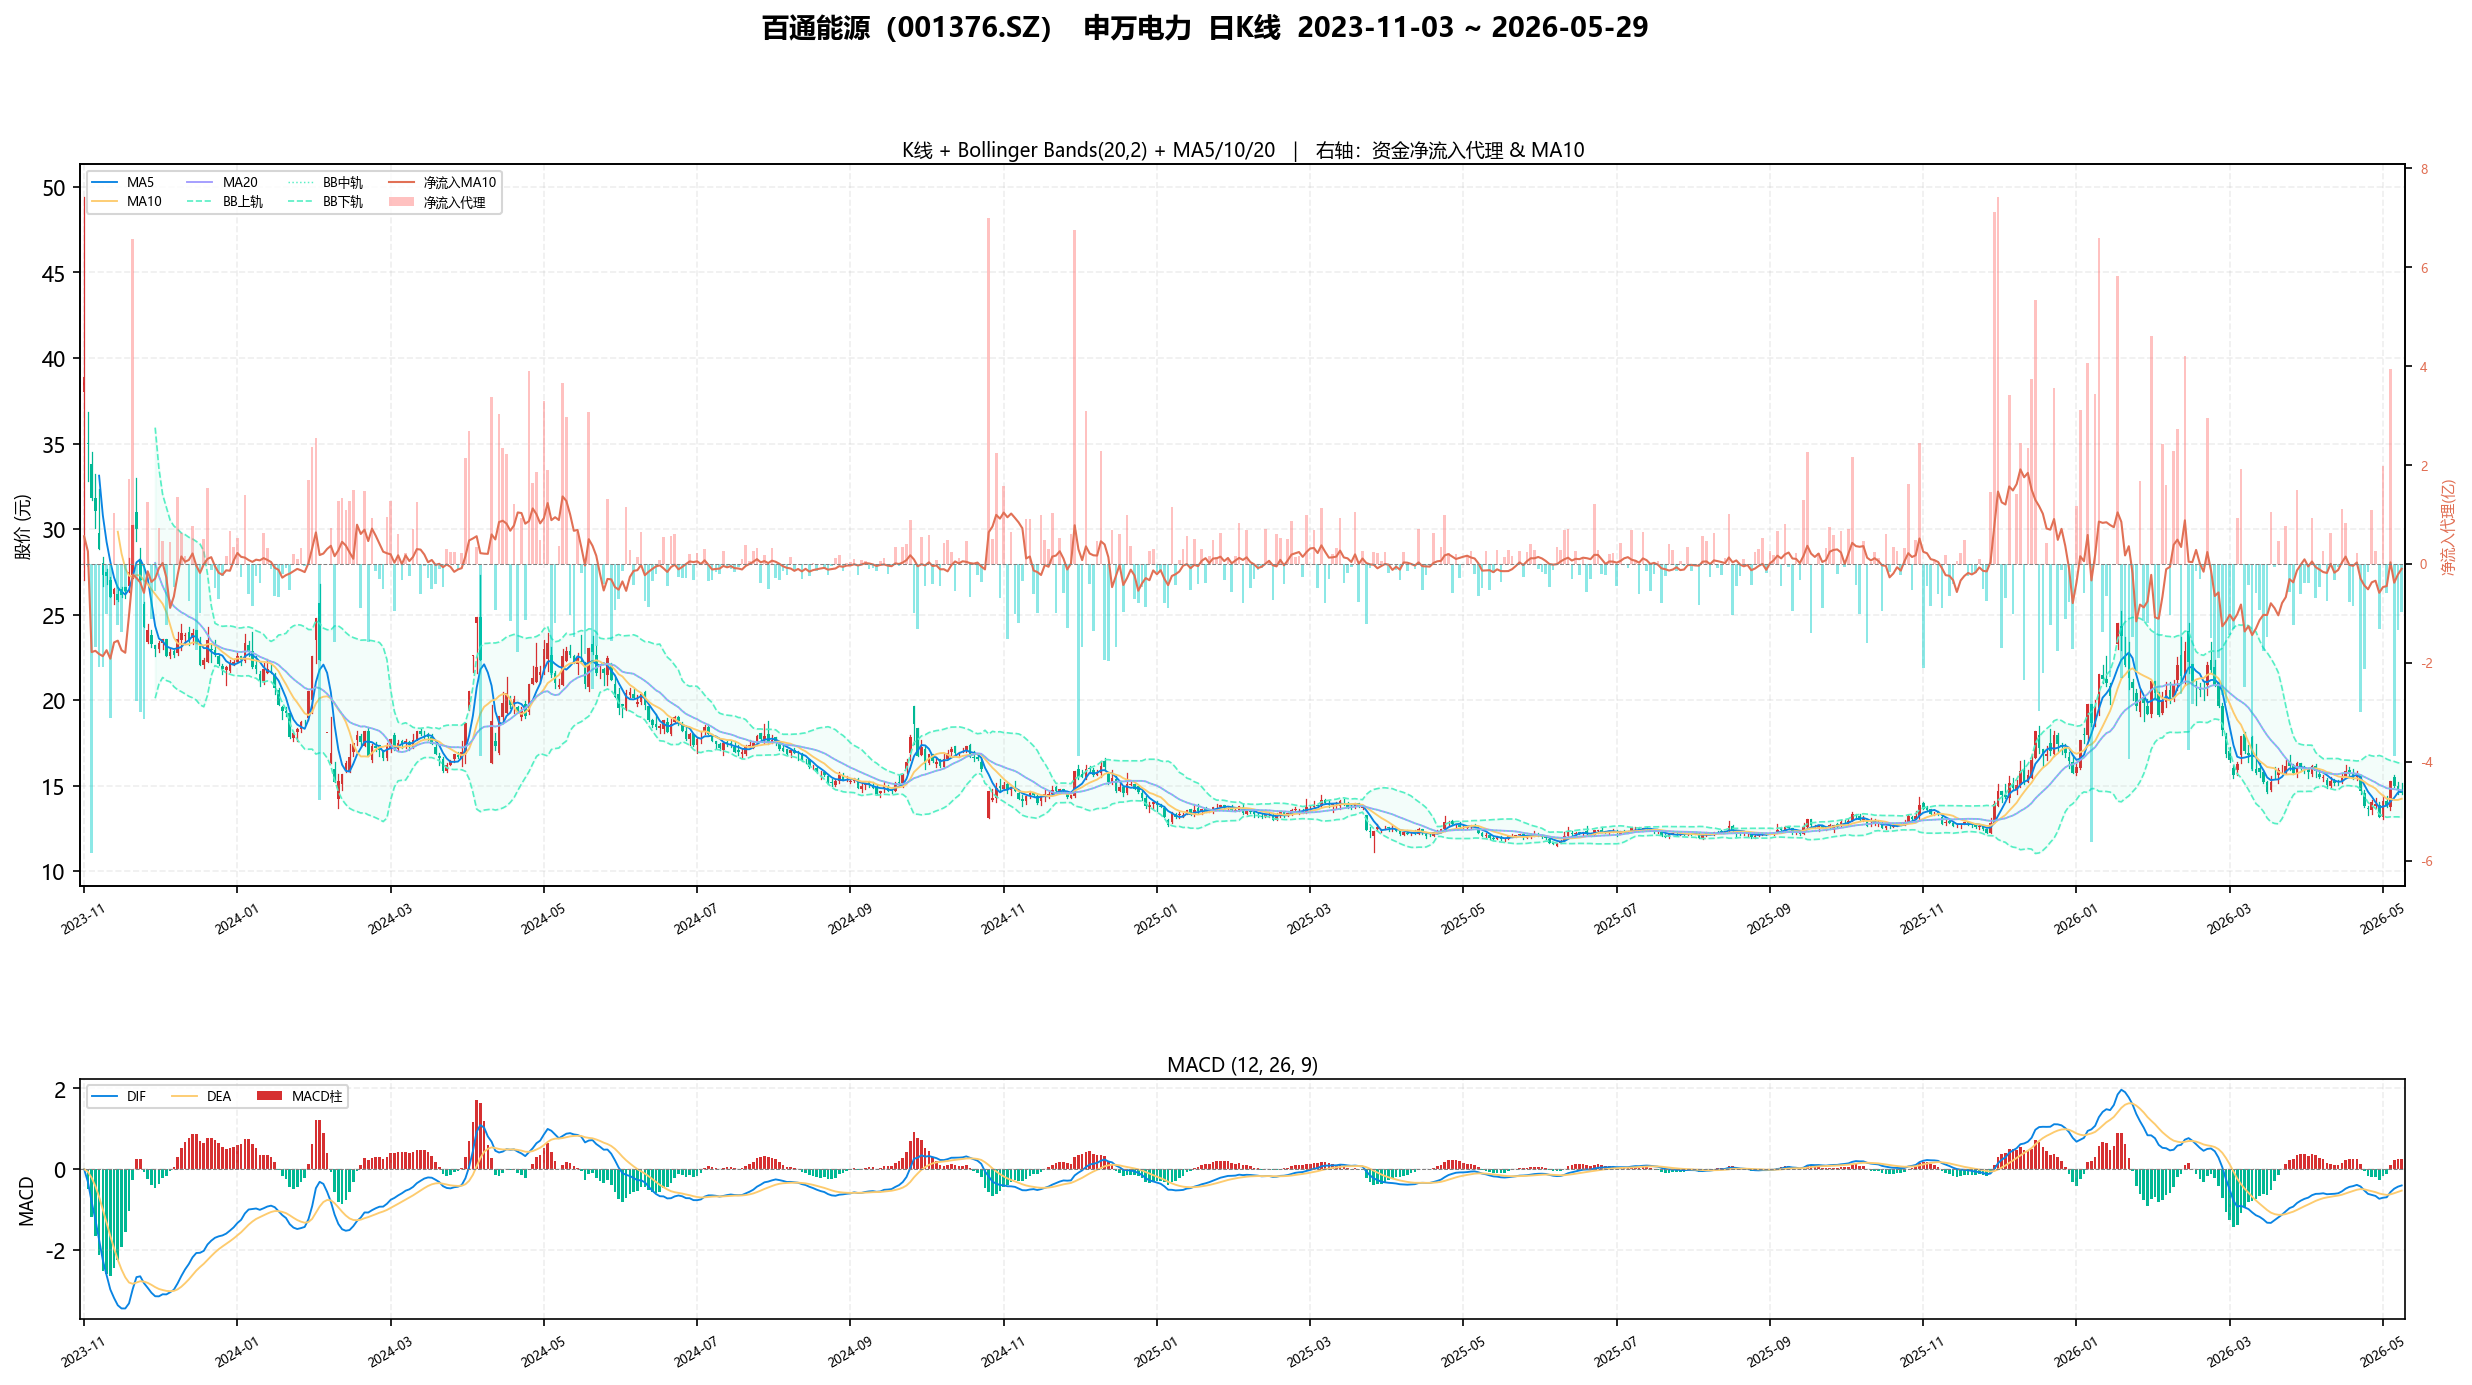 百通能源（001376.SZ） 申万电力 日K线 2023-11-03 ~ 2026-05-29
K线 + Bollinger Bands(20,2) + MA5/10/20 | 右轴：资金净流入代理 & MA10
MA5 MA20 BB中轨 净流入MA10
MA10 BB上轨 BB下轨 净流入代理
50
45
40
35
30
25
20
15
10
股价 (元)
8
6
4
2
0
-2
-4
-6
净流入代理(亿)
2023-11 2024-01 2024-03 2024-05 2024-07 2024-09 2024-11 2025-01 2025-03 2025-05 2025-07 2025-09 2025-11 2026-01 2026-03 2026-05
MACD (12, 26, 9)
DIF DEA MACD柱
2
0
-2
MACD
2023-11 2024-01 2024-03 2024-05 2024-07 2024-09 2024-11 2025-01 2025-03 2025-05 2025-07 2025-09 2025-11 2026-01 2026-03 2026-05